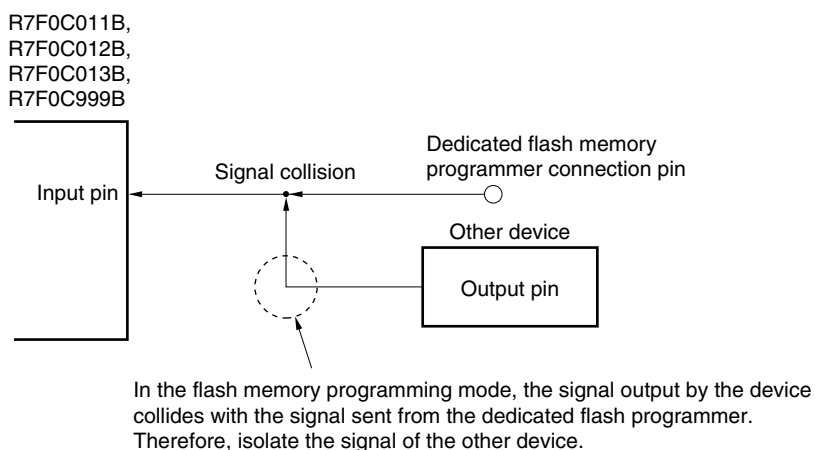 R7F0C011B,
R7F0C012B,
R7F0C013B,
R7F0C999B
Dedicated flash memory
programmer connection pin
Signal collision
Input pin
Other device
Output pin
In the flash memory programming mode, the signal output by the device
collides with the signal sent from the dedicated flash programmer.
Therefore, isolate the signal of the other device.